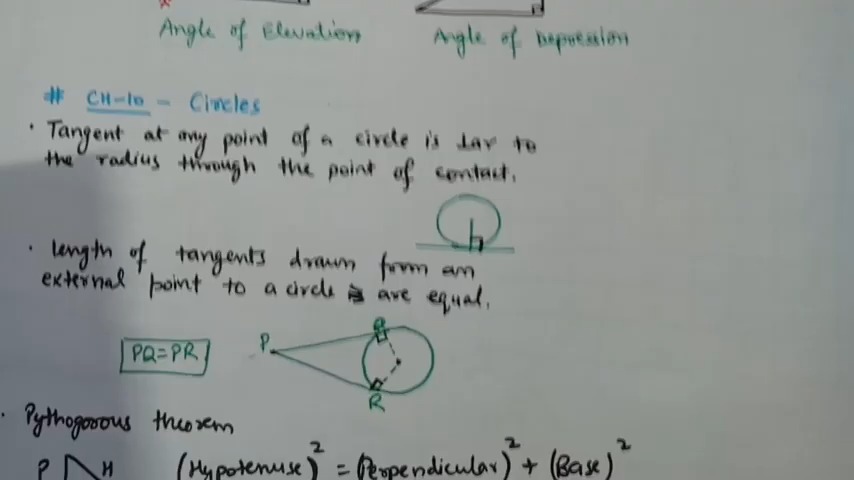 Angle of Elevation
Angle of Depression
# CH-10 - Circles
• Tangent at any point of a circle is Lar to
the radius through the point of contact.
• length of tangents drawn from an
external point to a circle are equal.
PQ=PR
P
Q
R
• Pythogorous theorem
P H (Hypotenuse)² = (Perpendicular)² + (Base)²